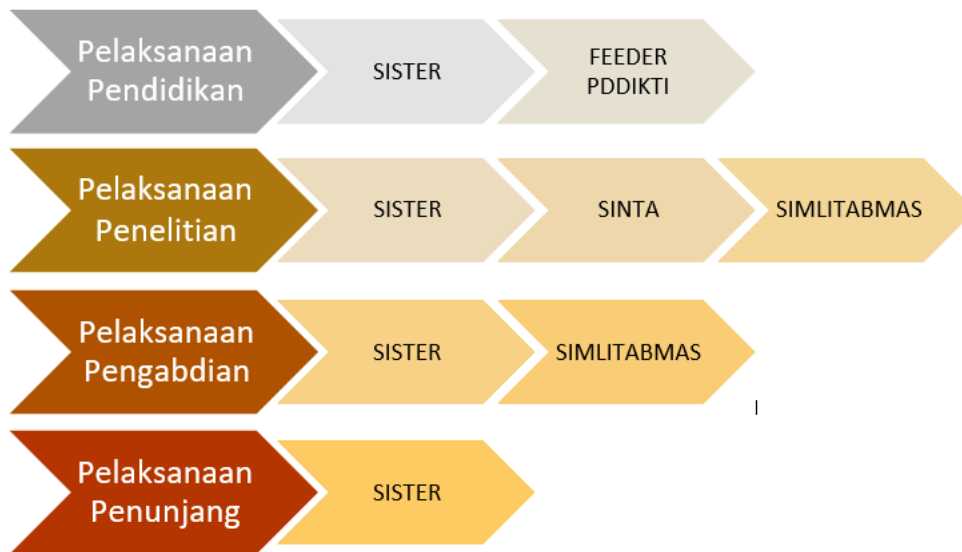 Pelaksanaan
Pendidikan
SISTER
FEEDER
PDDIKTI
Pelaksanaan
Penelitian
SISTER
SINTA
SIMLITABMAS
Pelaksanaan
Pengabdian
SISTER
SIMLITABMAS
Pelaksanaan
Penunjang
SISTER